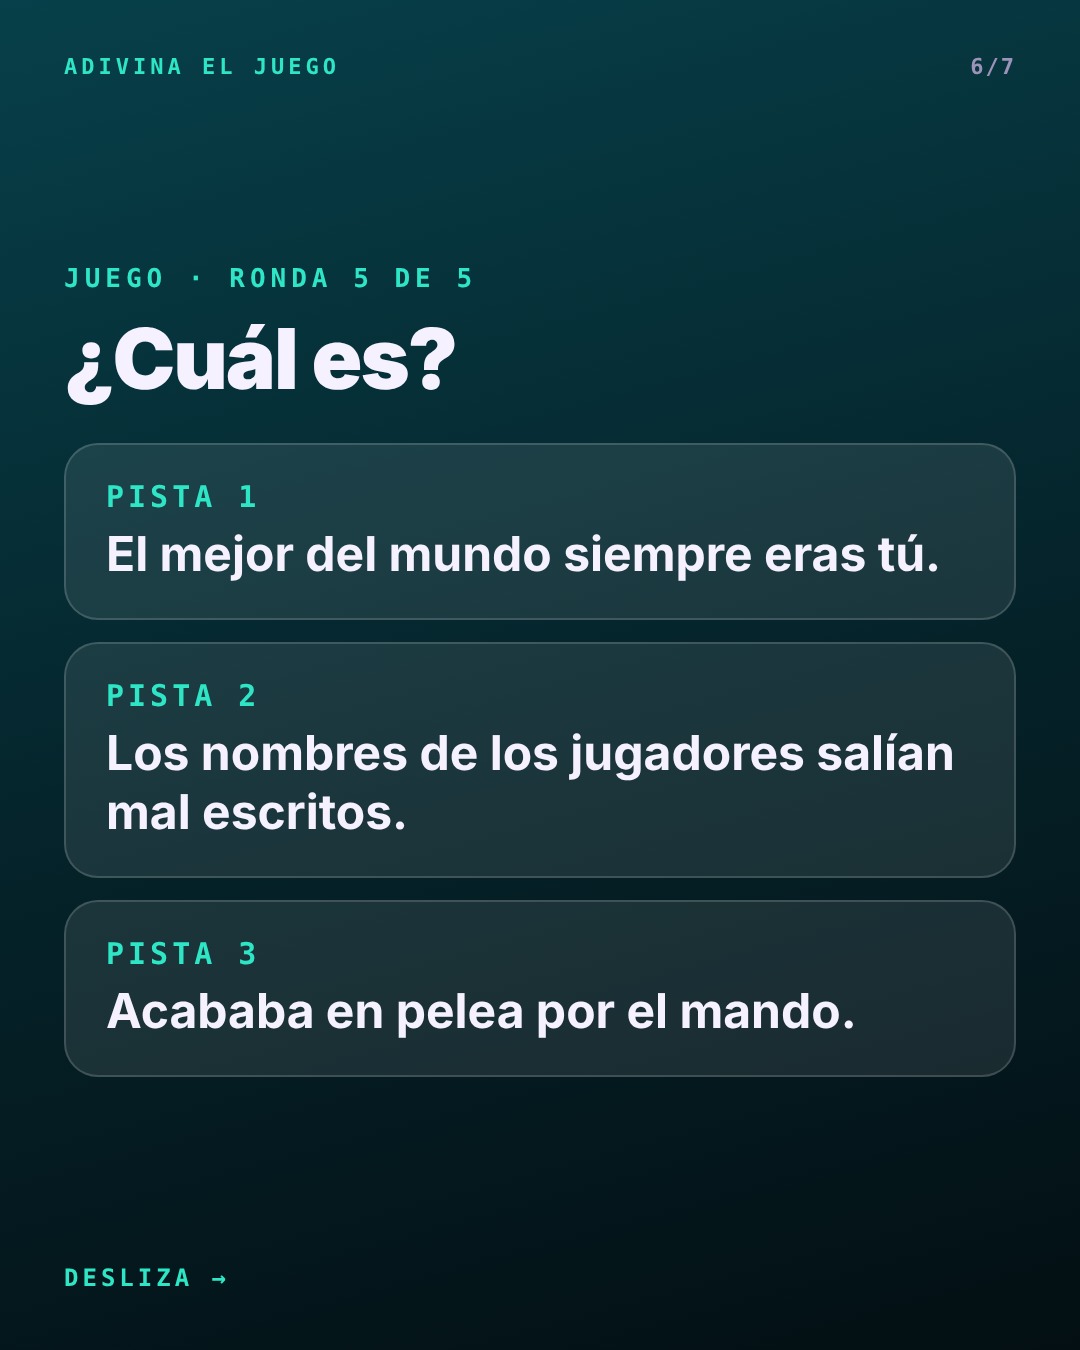 ADIVINA EL JUEGO
6/7
JUEGO · RONDA 5 DE 5
¿Cuál es?
PISTA 1
El mejor del mundo siempre eras tú.
PISTA 2
Los nombres de los jugadores salían
mal escritos.
PISTA 3
Acababa en pelea por el mando.
DESLIZA →